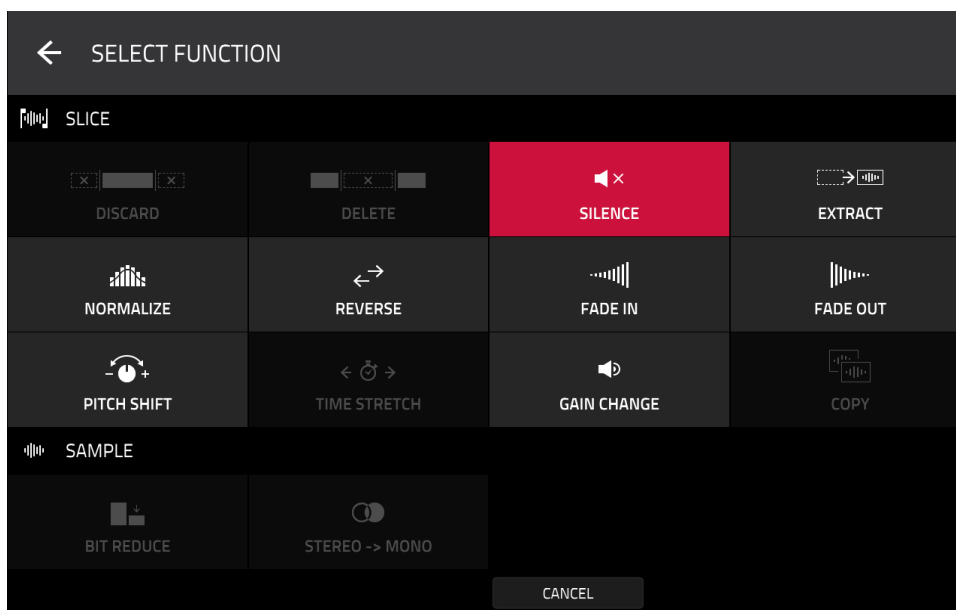 SELECT FUNCTION
SLICE
DISCARD
DELETE
SILENCE
EXTRACT
NORMALIZE
REVERSE
FADE IN
FADE OUT
PITCH SHIFT
TIME STRETCH
GAIN CHANGE
COPY
SAMPLE
BIT REDUCE
STEREO -> MONO
CANCEL